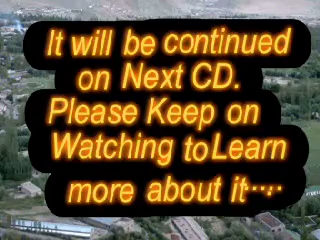 It will be continued
on Next CD.
Please Keep on
Watching to Learn
more about it.....